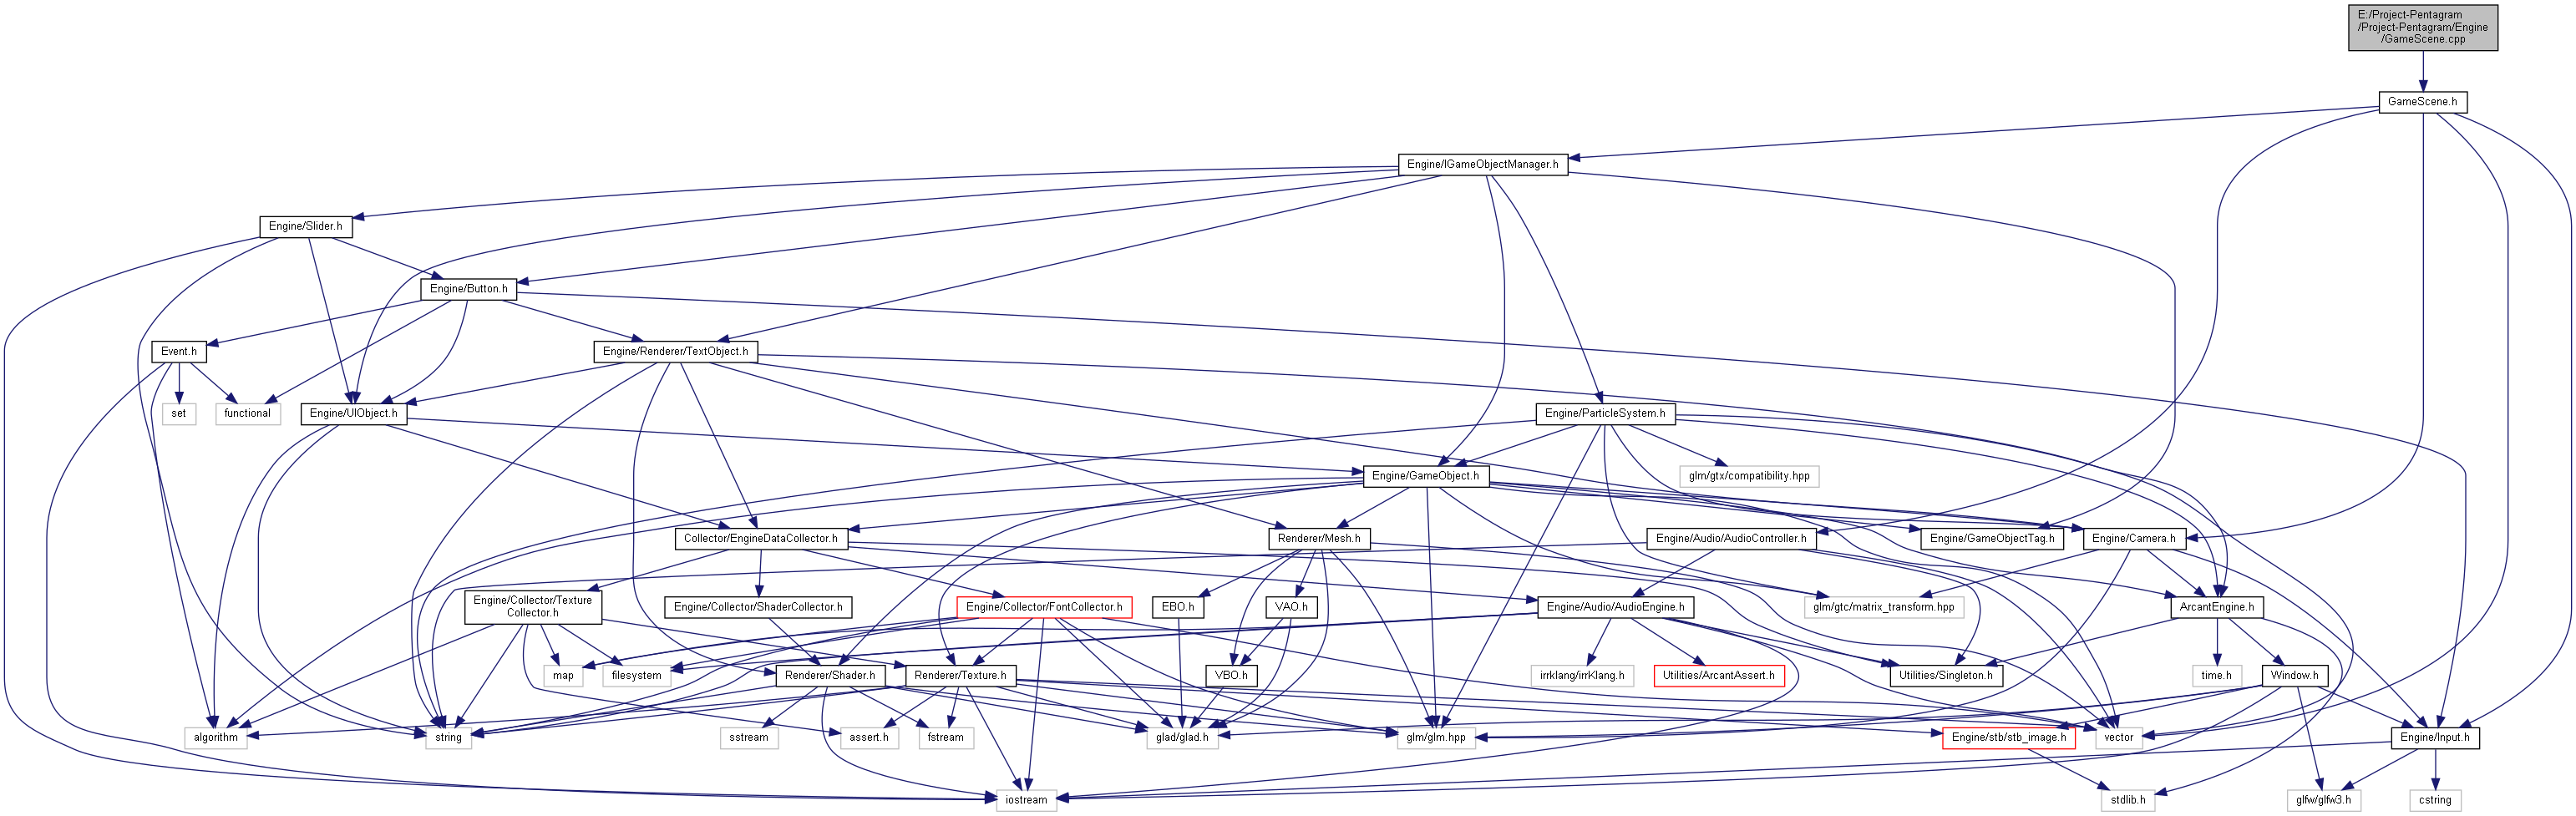 E:/Project-Pentagram
/Project-Pentagram/Engine
/GameScene.cpp
GameScene.h
Engine/IGameObjectManager.h
Engine/Slider.h
Engine/Button.h
Event.h
Engine/Renderer/TextObject.h
set
functional
Engine/UIObject.h
Engine/ParticleSystem.h
Engine/GameObject.h
glm/gtx/compatibility.hpp
Collector/EngineDataCollector.h
Renderer/Mesh.h
Engine/Audio/AudioController.h
Engine/GameObjectTag.h
Engine/Camera.h
Engine/Collector/Texture
Collector.h
Engine/Collector/ShaderCollector.h
Engine/Collector/FontCollector.h
EBO.h
VAO.h
Engine/Audio/AudioEngine.h
glm/gtc/matrix_transform.hpp
ArcantEngine.h
map
filesystem
Renderer/Shader.h
Renderer/Texture.h
VBO.h
irrklang/irrKlang.h
Utilities/ArcantAssert.h
Utilities/Singleton.h
time.h
Window.h
algorithm
string
sstream
assert.h
fstream
glad/glad.h
glm/glm.hpp
Engine/stb/stb_image.h
vector
Engine/Input.h
iostream
stdlib.h
glfw/glfw3.h
cstring